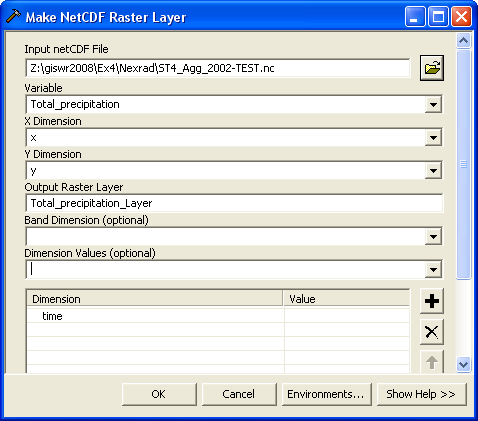 Make NetCDF Raster Layer
Input netCDF File
Z:\giswr2008\Ex4\Nexrad\ST4_Agg_2002-TEST.nc
Variable
Total_precipitation
X Dimension
x
Y Dimension
y
Output Raster Layer
Total_precipitation_Layer
Band Dimension (optional)
Dimension Values (optional)
Dimension Value
time
OK Cancel Environments... Show Help >>